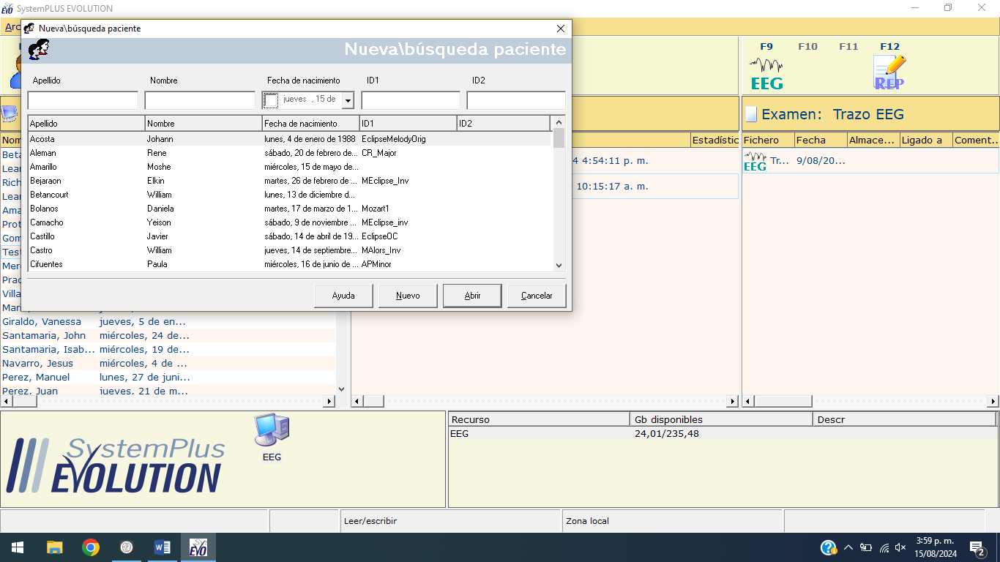 SystemPLUS EVOLUTION
Arc
Nueva\búsqueda paciente
Nueva\búsqueda paciente
Apellido Nombre Fecha de nacimiento ID1 ID2
jueves , 15 de
Apellido Nombre Fecha de nacimiento ID1 ID2
Acosta Johann lunes, 4 de enero de 1988 EclipseMelodyOrig
Aleman Rene sábado, 20 de febrero de... CR_Major
Amarillo Moshe miércoles, 15 de mayo de...
Bejaraon Elkin martes, 26 de febrero de ... MEclipse_Inv
Betancourt William lunes, 13 de diciembre d...
Bolanos Daniela martes, 17 de marzo de 1... Mozart1
Camacho Yeison sábado, 9 de noviembre ... MEclipse_inv
Castillo Javier sábado, 14 de abril de 19... EclipseOC
Castro William jueves, 14 de septiembre... MAlors_Inv
Cifuentes Paula miércoles, 16 de junio de ... APMinor
Ayuda Nuevo Abrir Cancelar
F9 F10 F11 F12
EEG REP
Examen: Trazo EEG
Nom
Beta
Lear
Rich
Lear
Ama
Prot
Gom
Test
Mer
Prad
Villa
Mari
Giraldo, Vanessa jueves, 5 de en...
Santamaria, John miércoles, 24 de...
Santamaria, Isab... miércoles, 19 de...
Navarro, Jesus miércoles, 4 de ...
Perez, Manuel lunes, 27 de juni...
Perez, Juan jueves, 21 de m...
Estadístic
4 4:54:11 p. m.
10:15:17 a. m.
Fichero Fecha Almace... Ligado a Coment...
EEG Tr... 9/08/20...
SystemPlus
EVOLUTION
EEG
Recurso Gb disponibles Descr
EEG 24,01/235,48
Leer/escribir Zona local
W EVO
3:59 p. m.
15/08/2024
2